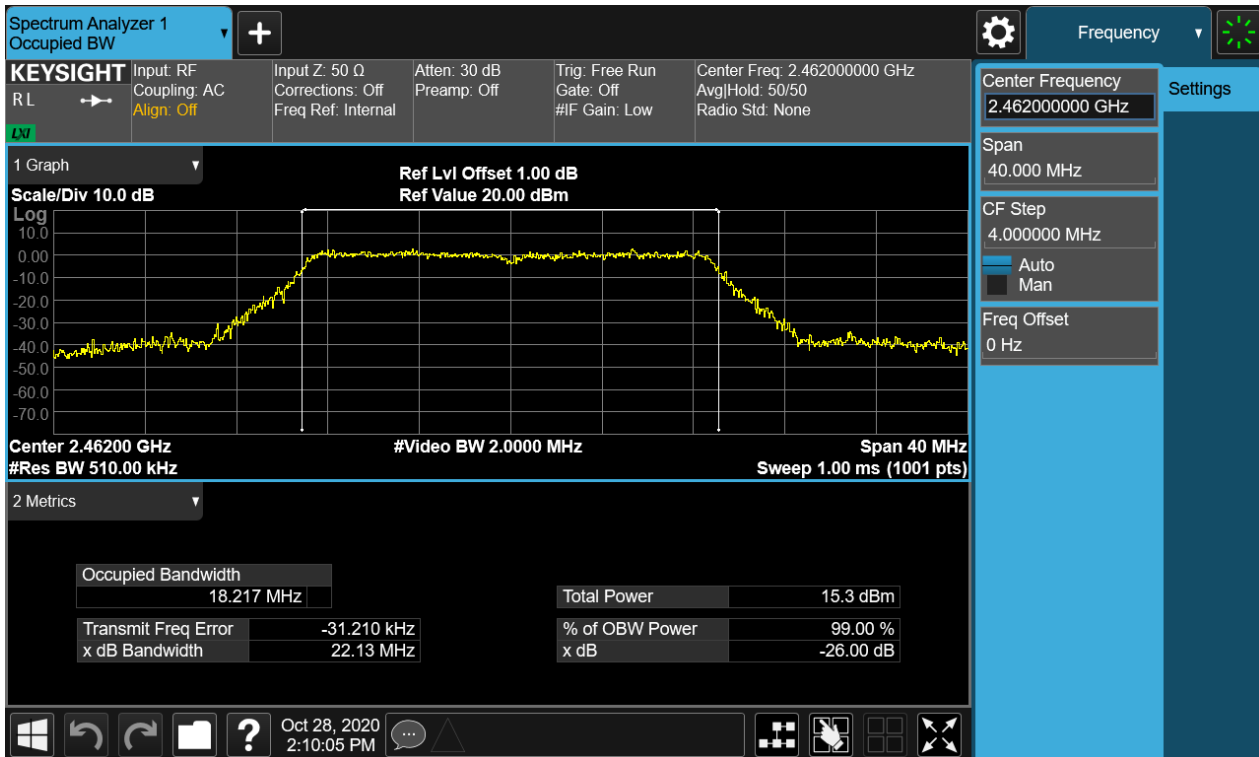 Spectrum Analyzer 1
Occupied BW
+
Frequency
KEYSIGHT
R L
LXI
Input: RF
Coupling: AC
Align: Off
Input Z: 50 Ω
Corrections: Off
Freq Ref: Internal
Atten: 30 dB
Preamp: Off
Trig: Free Run
Gate: Off
#IF Gain: Low
Center Freq: 2.462000000 GHz
Avg|Hold: 50/50
Radio Std: None
1 Graph
Scale/Div 10.0 dB
Ref Lvl Offset 1.00 dB
Ref Value 20.00 dBm
Log
10.0
0.00
-10.0
-20.0
-30.0
-40.0
-50.0
-60.0
-70.0
Center 2.46200 GHz
#Video BW 2.0000 MHz
Span 40 MHz
#Res BW 510.00 kHz
Sweep 1.00 ms (1001 pts)
2 Metrics
Occupied Bandwidth
18.217 MHz
Transmit Freq Error -31.210 kHz
x dB Bandwidth 22.13 MHz
Total Power 15.3 dBm
% of OBW Power 99.00 %
x dB -26.00 dB
?
Oct 28, 2020
2:10:05 PM
Center Frequency
2.462000000 GHz
Span
40.000 MHz
CF Step
4.000000 MHz
Auto
Man
Freq Offset
0 Hz
Settings